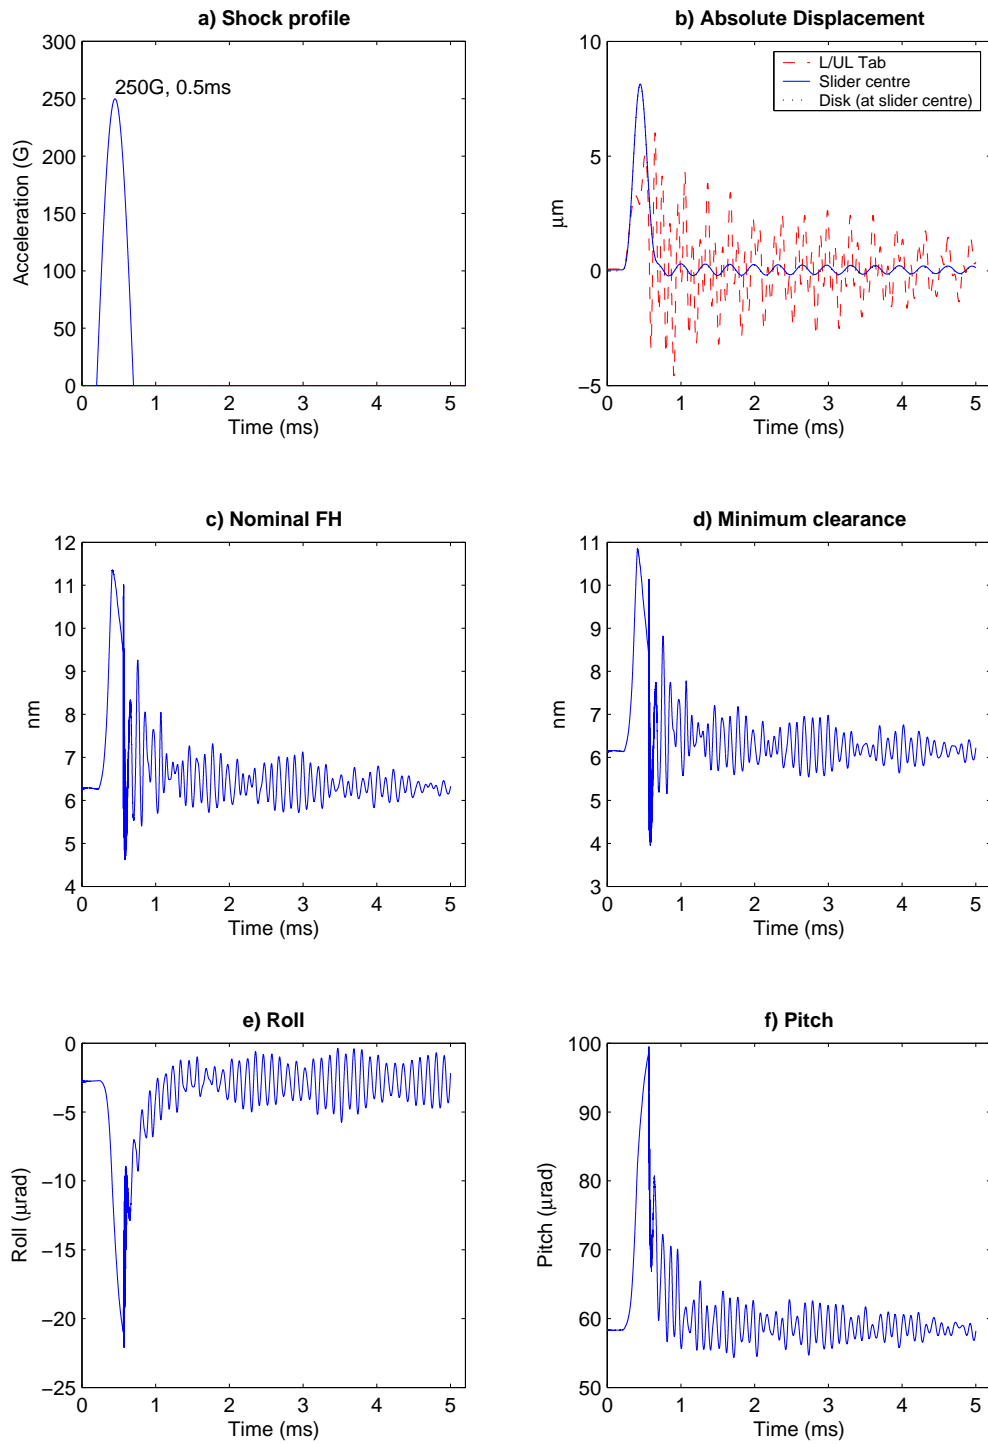 a) Shock profile
300
250
200
150
100
50
0
Acceleration (G)
250G, 0.5ms
0 1 2 3 4 5
Time (ms)
b) Absolute Displacement
10
5
0
−5
μm
L/UL Tab
Slider centre
Disk (at slider centre)
0 1 2 3 4 5
Time (ms)
c) Nominal FH
12
11
10
9
8
7
6
5
4
nm
0 1 2 3 4 5
Time (ms)
d) Minimum clearance
11
10
9
8
7
6
5
4
3
nm
0 1 2 3 4 5
Time (ms)
e) Roll
0
−5
−10
−15
−20
−25
Roll (μrad)
0 1 2 3 4 5
Time (ms)
f) Pitch
100
90
80
70
60
50
Pitch (μrad)
0 1 2 3 4 5
Time (ms)